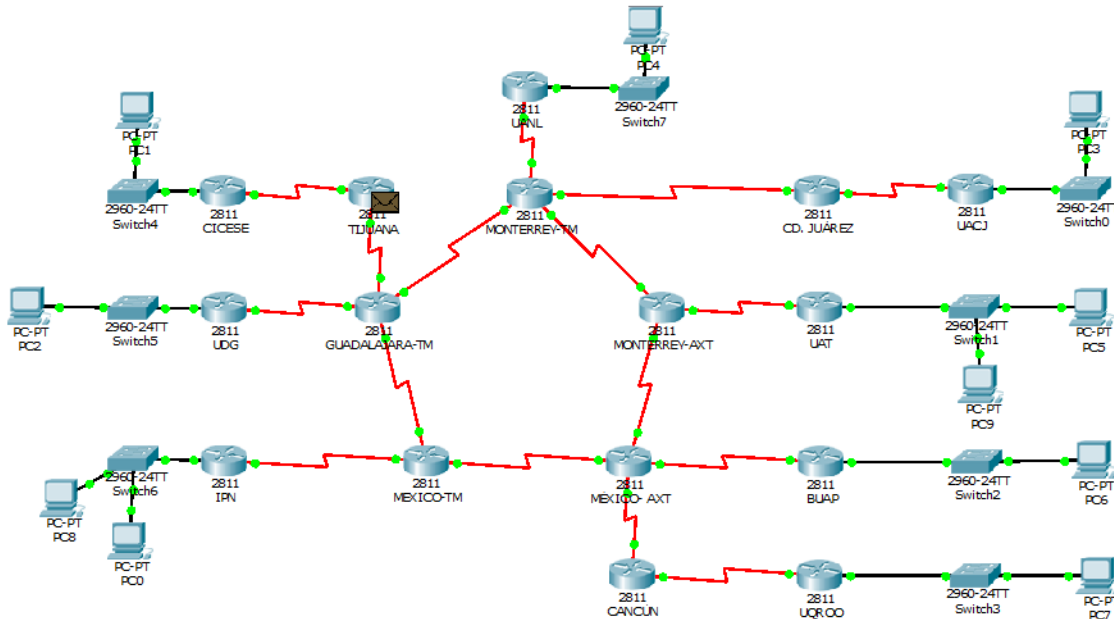 PC-PT
PC4
2960-24TT
Switch7
2811
UANL
PC-PT
PC1
2960-24TT
Switch4
2811
CICESE
2811
TIJUANA
2811
MONTERREY-TM
2811
CD. JUÁREZ
2811
UACJ
PC-PT
PC3
2960-24TT
Switch0
PC-PT
PC2
2960-24TT
Switch5
2811
UDG
2811
GUADALAJARA-TM
2811
MONTERREY-AXT
2811
UAT
2960-24TT
Switch1
PC-PT
PC5
PC-PT
PC9
2960-24TT
Switch6
PC-PT
PC8
PC-PT
PC0
2811
IPN
2811
MEXICO-TM
2811
MEXICO- AXT
2811
BUAP
2960-24TT
Switch2
PC-PT
PC6
2811
CANCÚN
2811
UQROO
2960-24TT
Switch3
PC-PT
PC7